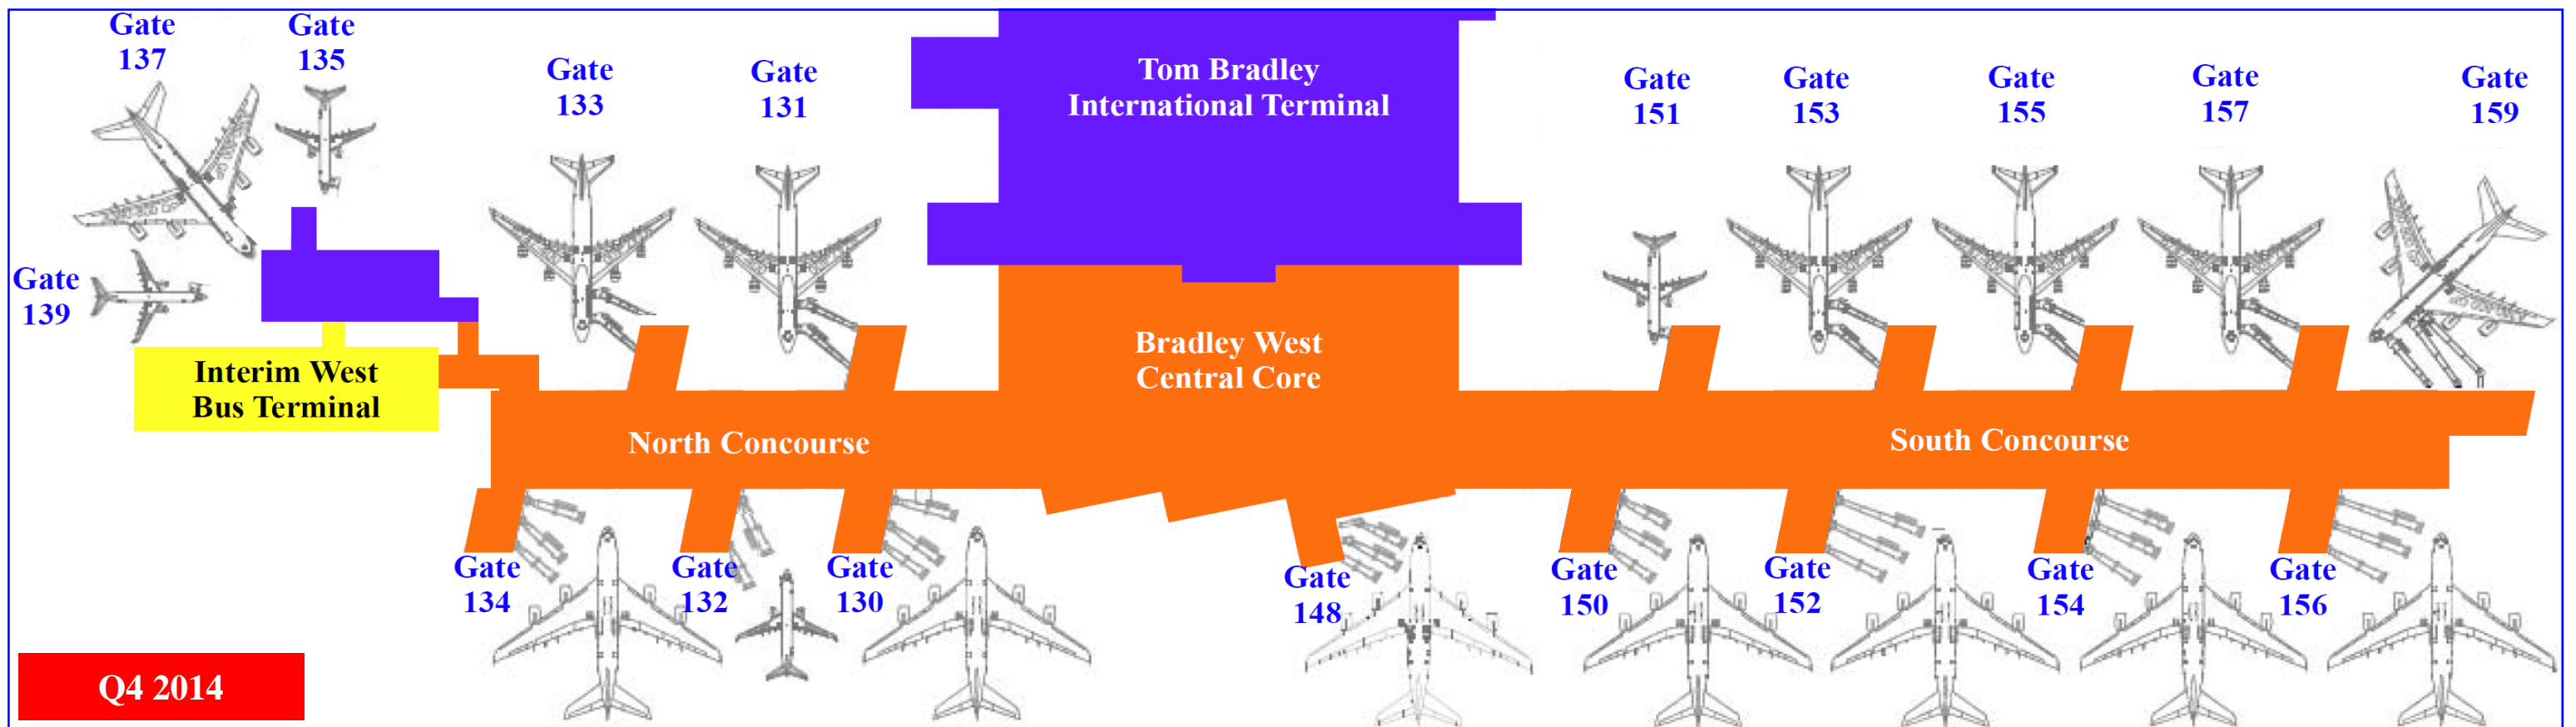 Gate
137
Gate
135
Gate
133
Gate
131
Tom Bradley
International Terminal
Gate
151
Gate
153
Gate
155
Gate
157
Gate
159
Gate
139
Interim West
Bus Terminal
Bradley West
Central Core
North Concourse
South Concourse
Gate
134
Gate
132
Gate
130
Gate
148
Gate
150
Gate
152
Gate
154
Gate
156
Q4 2014